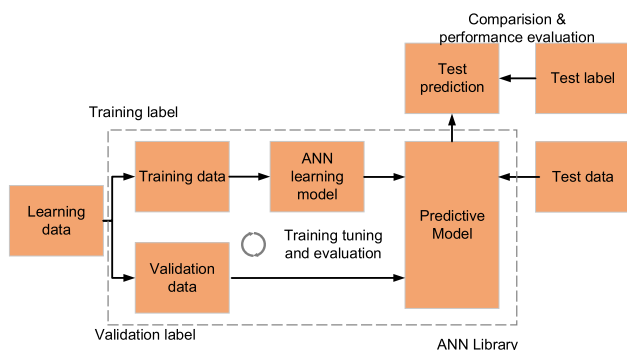 Comparision &
performance evaluation
Test
prediction
Test label
Training label
Training data
ANN
learning
model
Test data
Learning
data
Predictive
Model
Training tuning
and evaluation
Validation
data
Validation label
ANN Library